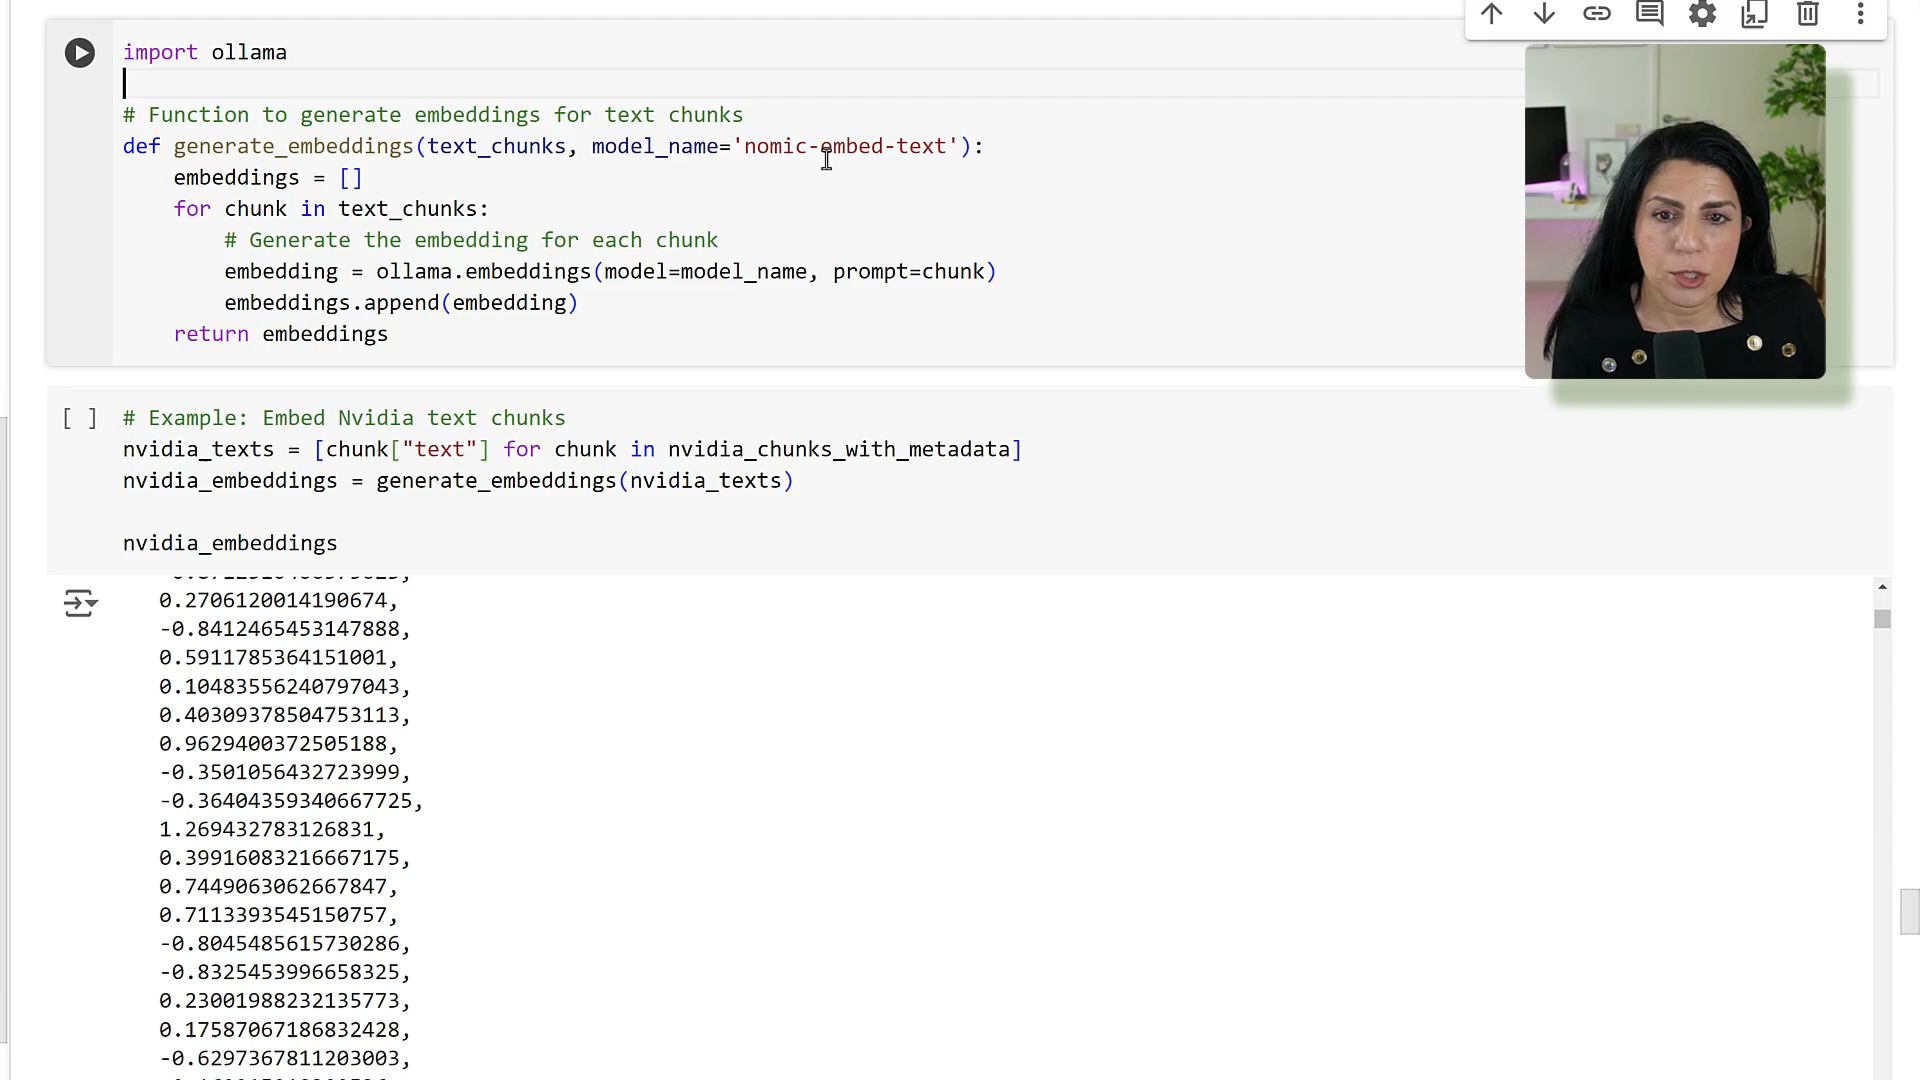 import ollama
# Function to generate embeddings for text chunks
def generate_embeddings(text_chunks, model_name='nomic-embed-text'):
    embeddings = []
    for chunk in text_chunks:
        # Generate the embedding for each chunk
        embedding = ollama.embeddings(model=model_name, prompt=chunk)
        embeddings.append(embedding)
    return embeddings
[ ]
# Example: Embed Nvidia text chunks
nvidia_texts = [chunk["text"] for chunk in nvidia_chunks_with_metadata]
nvidia_embeddings = generate_embeddings(nvidia_texts)
nvidia_embeddings
0.2706120014190674,
-0.8412465453147888,
0.5911785364151001,
0.10483556240797043,
0.40309378504753113,
0.9629400372505188,
-0.3501056432723999,
-0.36404359340667725,
1.269432783126831,
0.39916083216667175,
0.7449063062667847,
0.7113393545150757,
-0.8045485615730286,
-0.8325453996658325,
0.23001988232135773,
0.17587067186832428,
-0.6297367811203003,